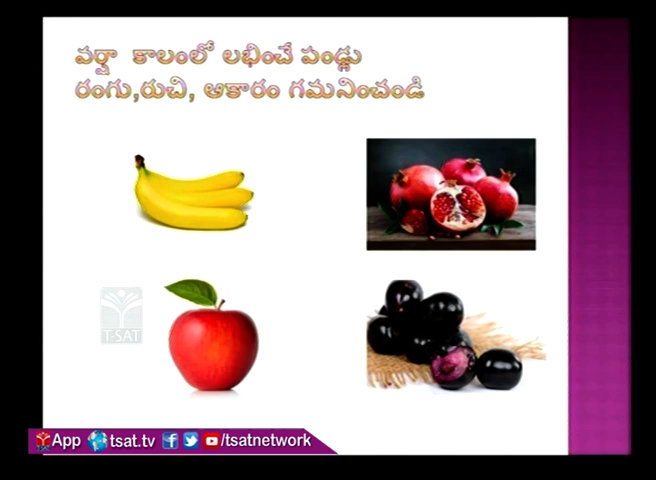 వర్షా కాలంలో లభించే పండ్లు
రంగు,రుచి, ఆకారం గమనించండి
T-SAT
App tsat.tv /tsatnetwork